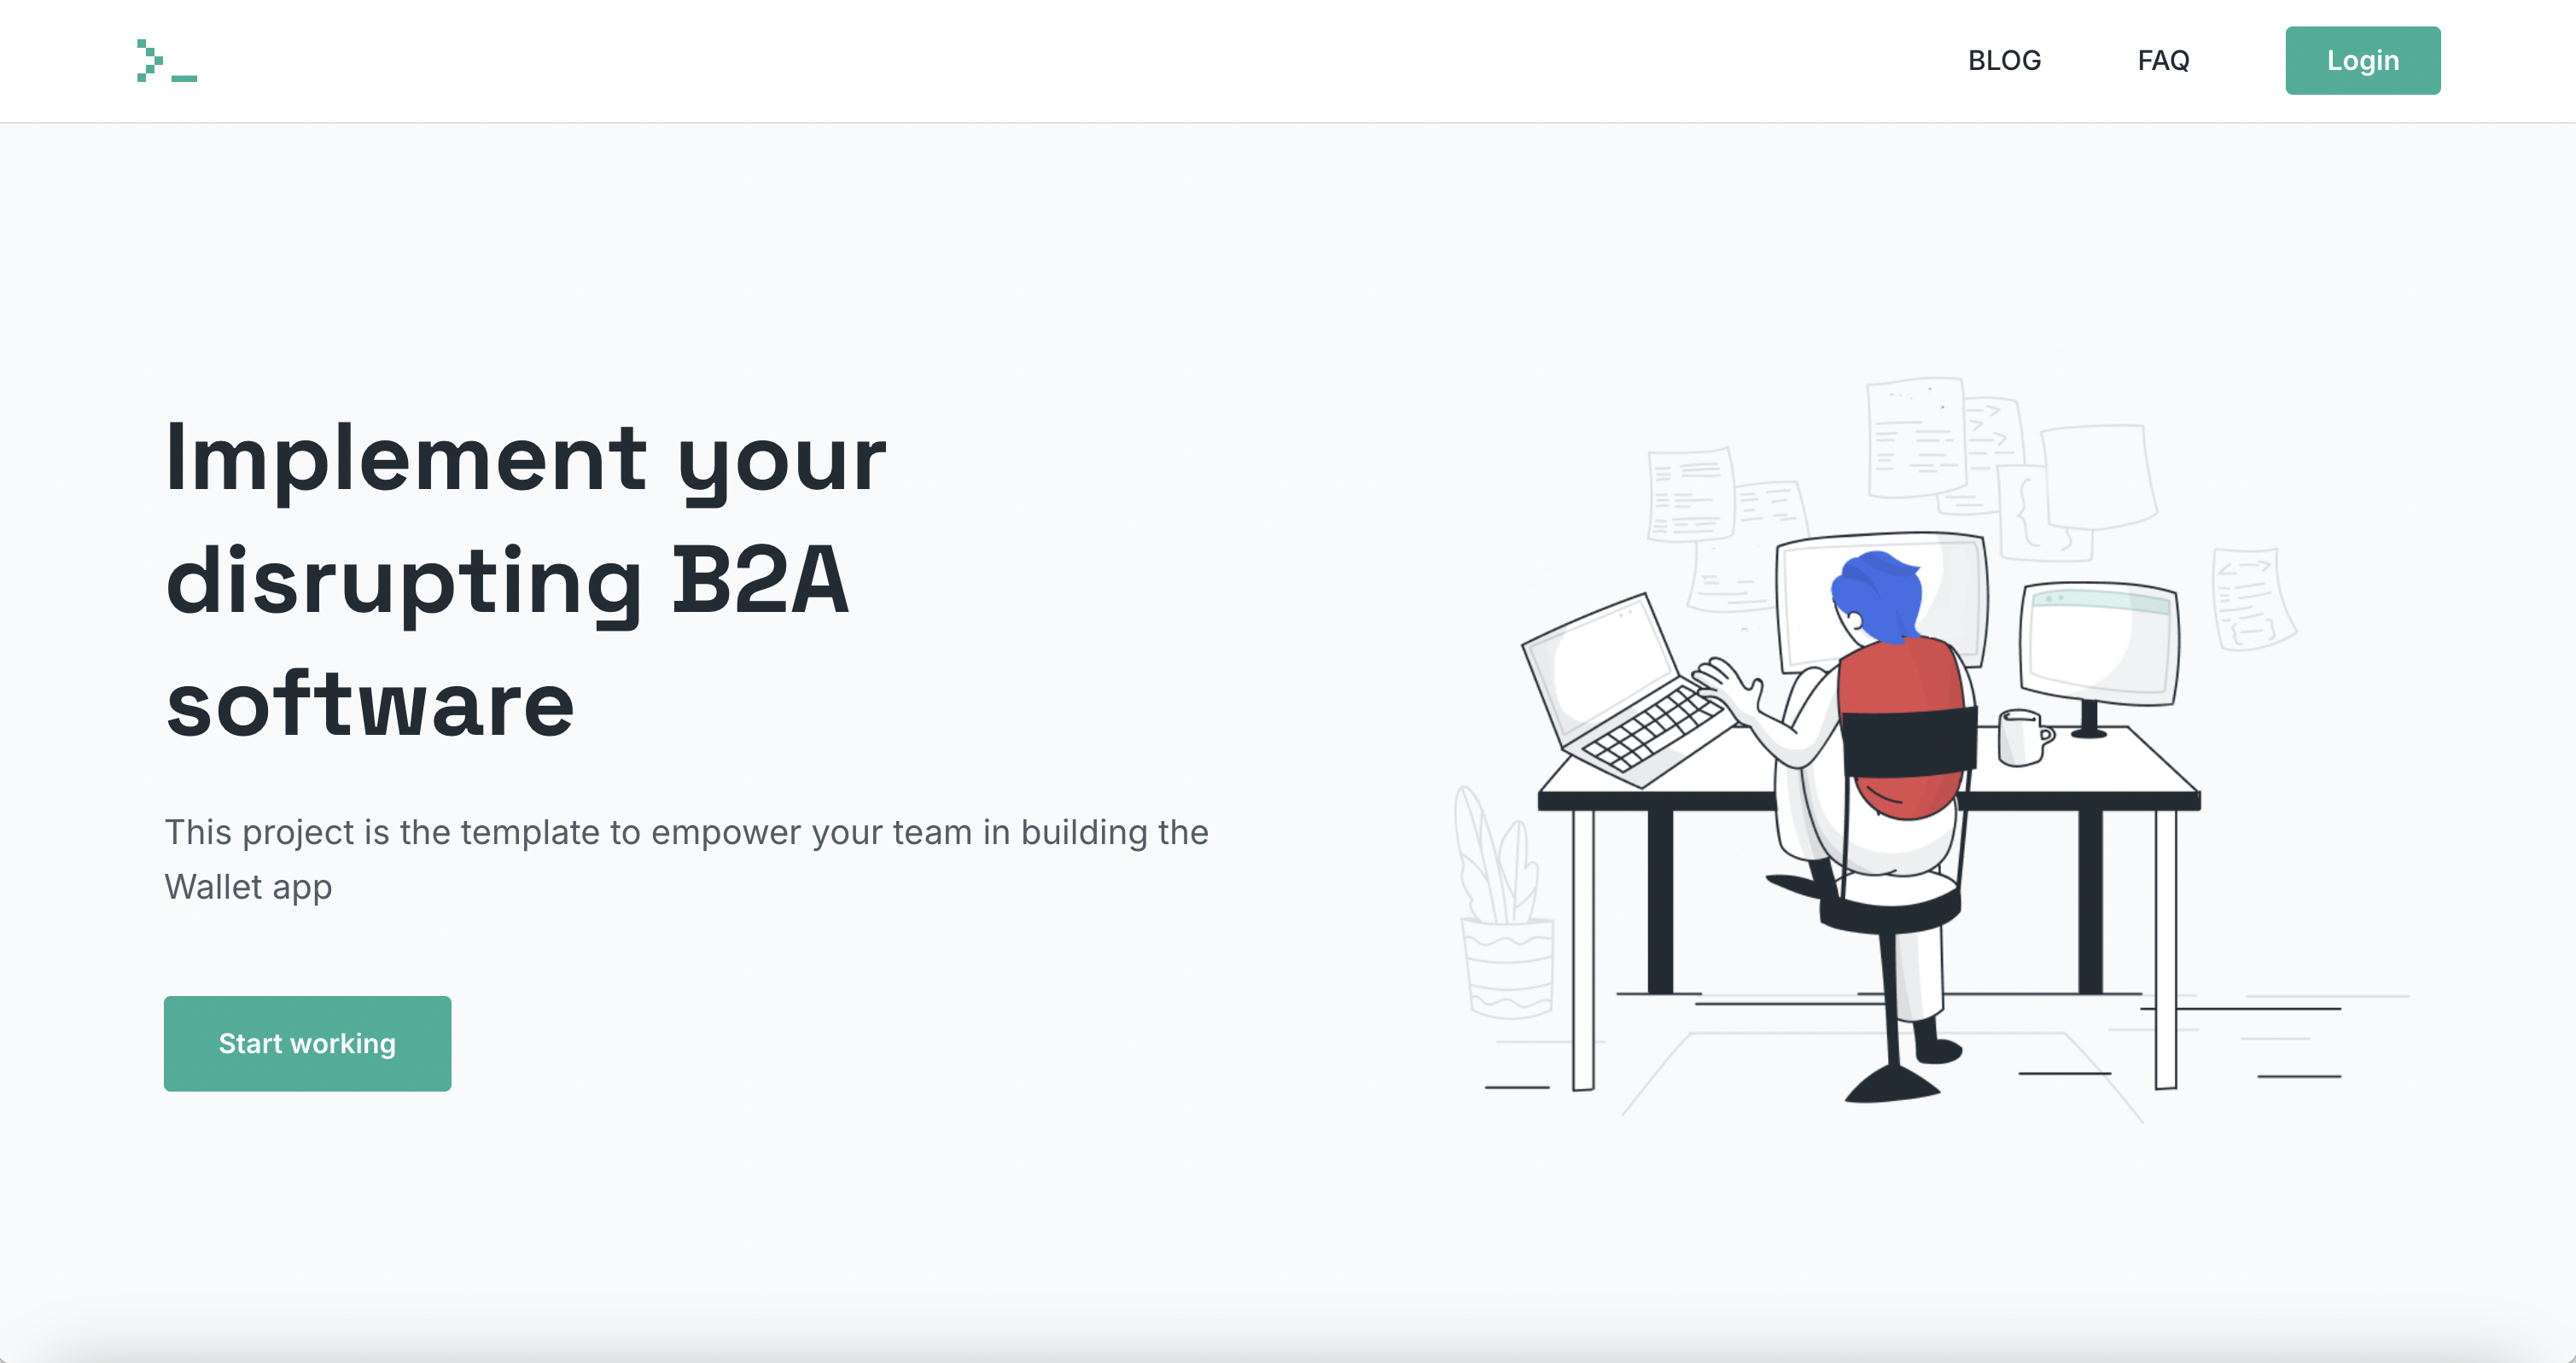 BLOG
FAQ
Login
Implement your
disrupting B2A
software
This project is the template to empower your team in building the
Wallet app
Start working